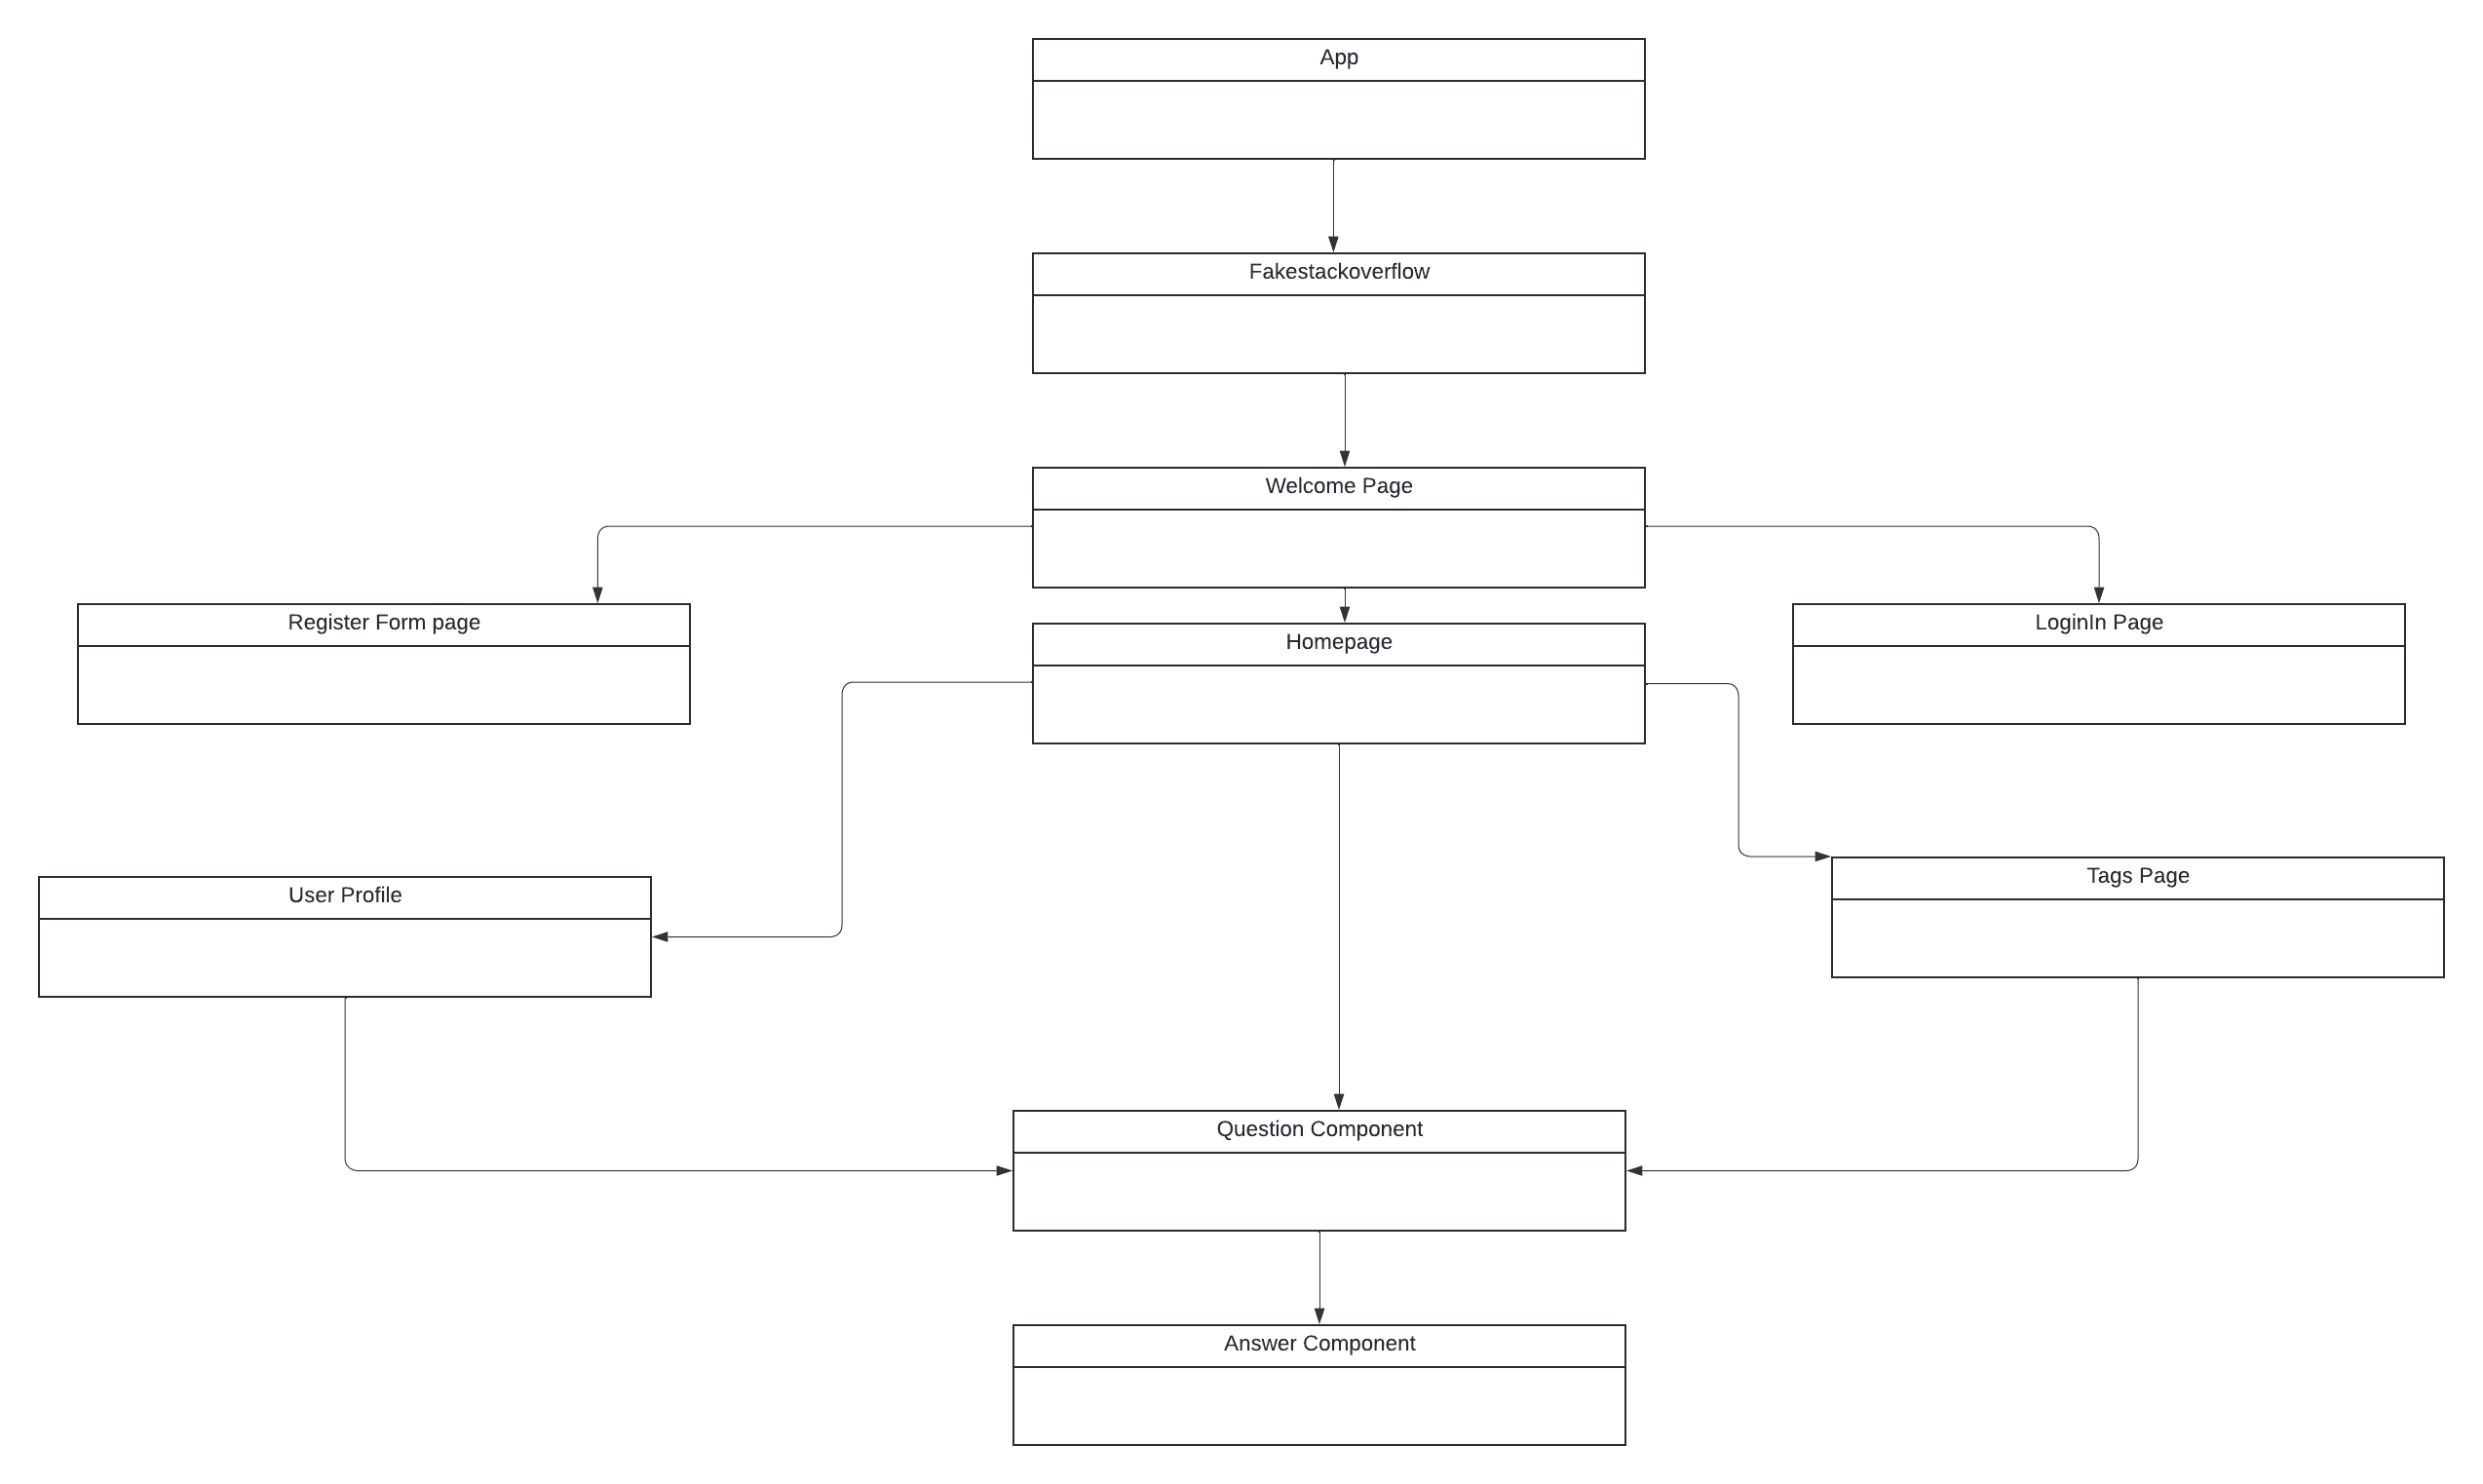 App
Fakestackoverflow
Welcome Page
Register Form page
LoginIn Page
Homepage
User Profile
Tags Page
Question Component
Answer Component